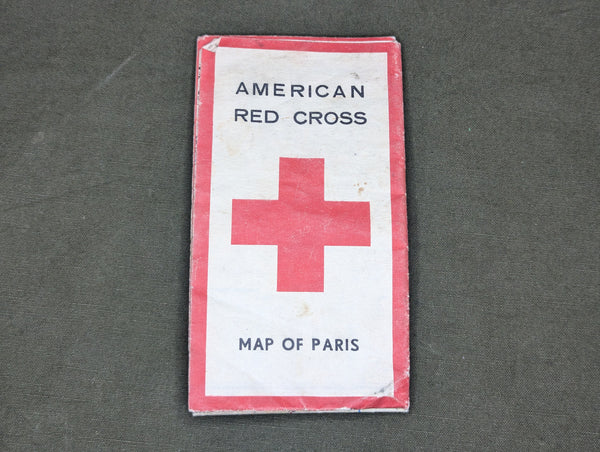 AMERICAN
RED CROSS
MAP OF PARIS